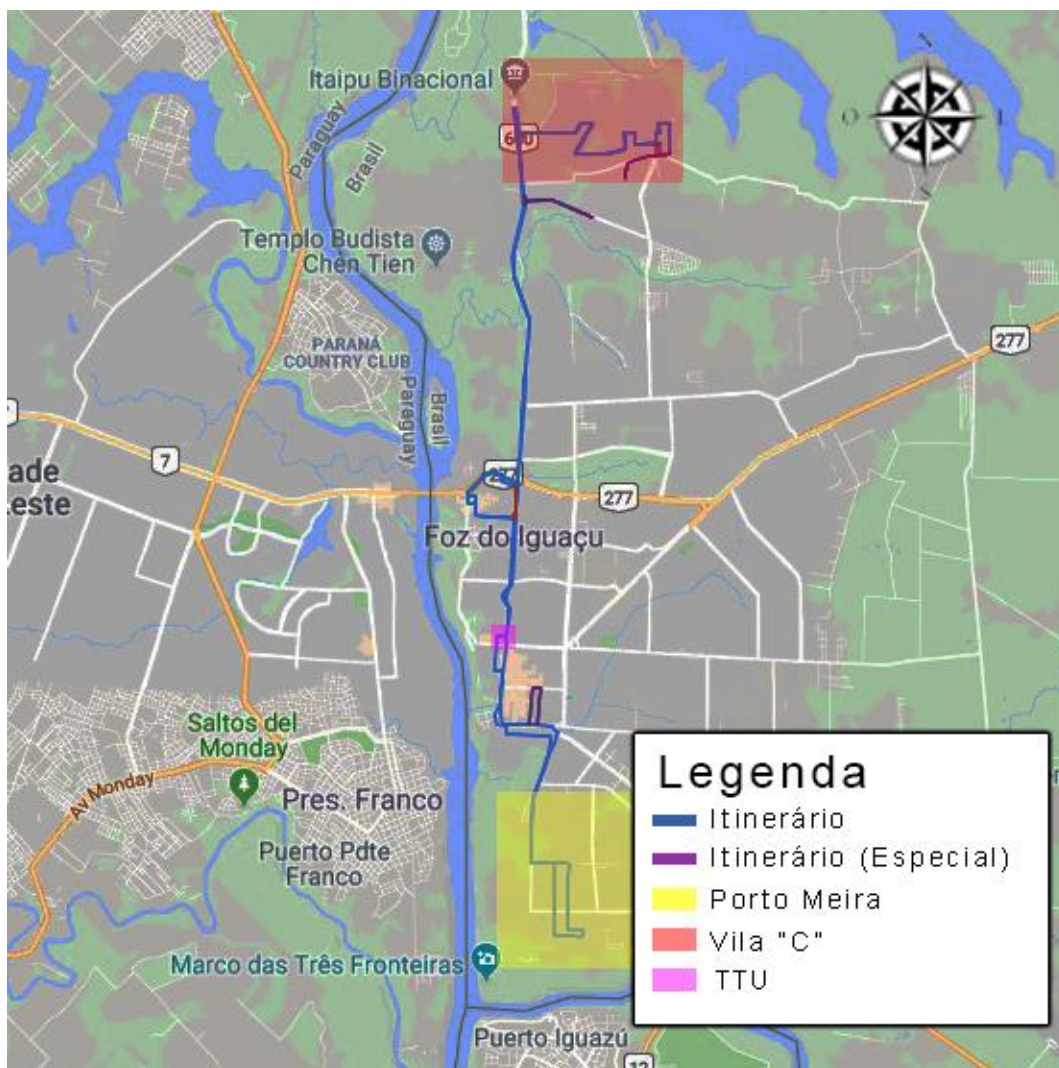 Itaipu Binacional
Paraguay
Brasil
Templo Budista
Chen Tien
PARANÁ
COUNTRY CLUB
Brasil
Paraguay
277
7
277
277
ade
este
Foz do Iguaçu
Saltos del
Monday
Av Monday
Pres. Franco
Puerto Pdte
Franco
Marco das Três Fronteiras
Puerto Iguazú
12
Legenda
Itinerário
Itinerário (Especial)
Porto Meira
Vila "C"
TTU